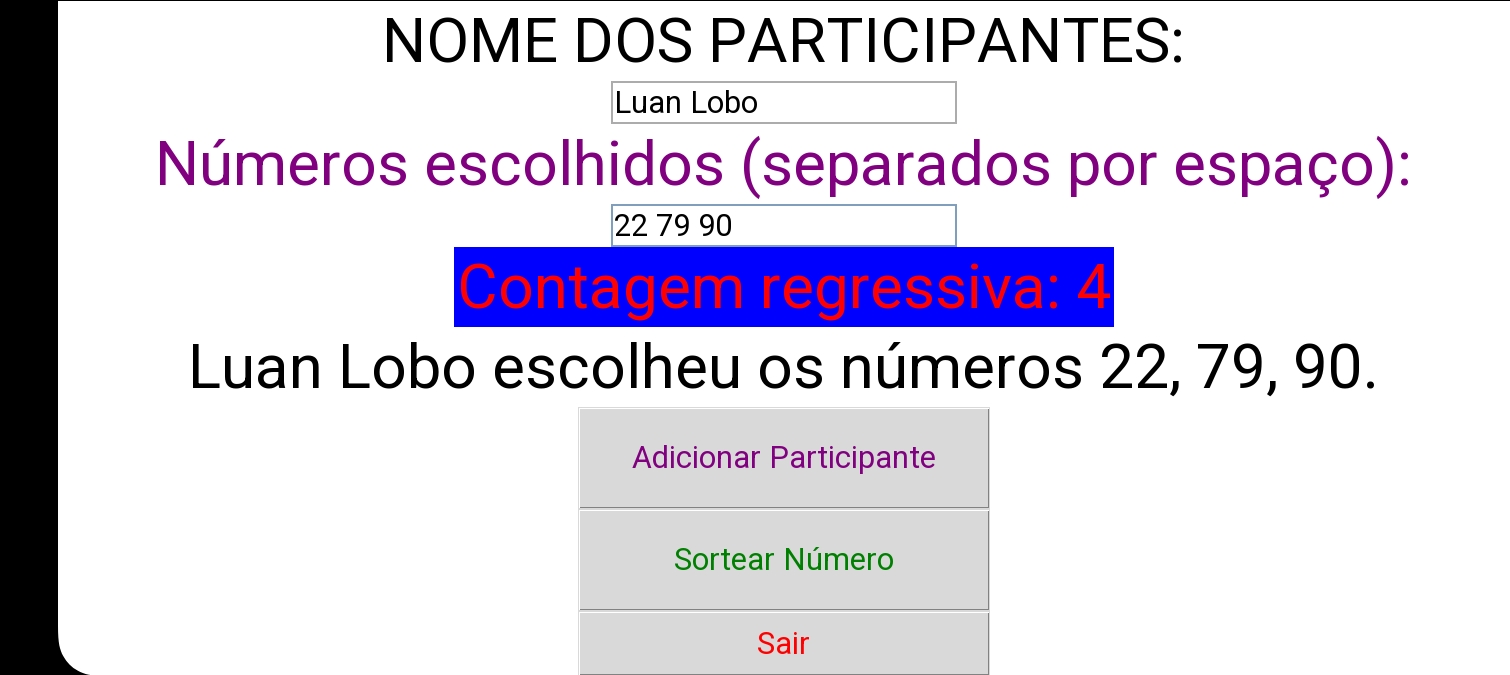 NOME DOS PARTICIPANTES:
Luan Lobo
Números escolhidos (separados por espaço):
22 79 90
Contagem regressiva: 4
Luan Lobo escolheu os números 22, 79, 90.
Adicionar Participante
Sortear Número
Sair